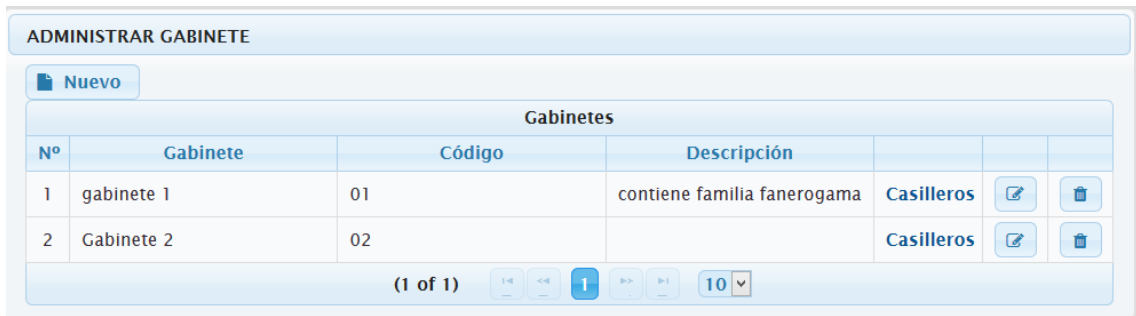 ADMINISTRAR GABINETE
Nuevo
Gabinetes
Nº Gabinete Código Descripción
1 gabinete 1 01 contiene familia fanerogama Casilleros
2 Gabinete 2 02 Casilleros
(1 of 1) 1 10